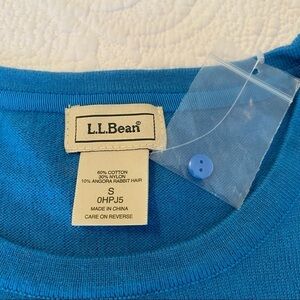 L.L.Bean
60% COTTON
30% NYLON
10% ANGORA RABBIT HAIR
S
0HPJ5
MADE IN CHINA
CARE ON REVERSE